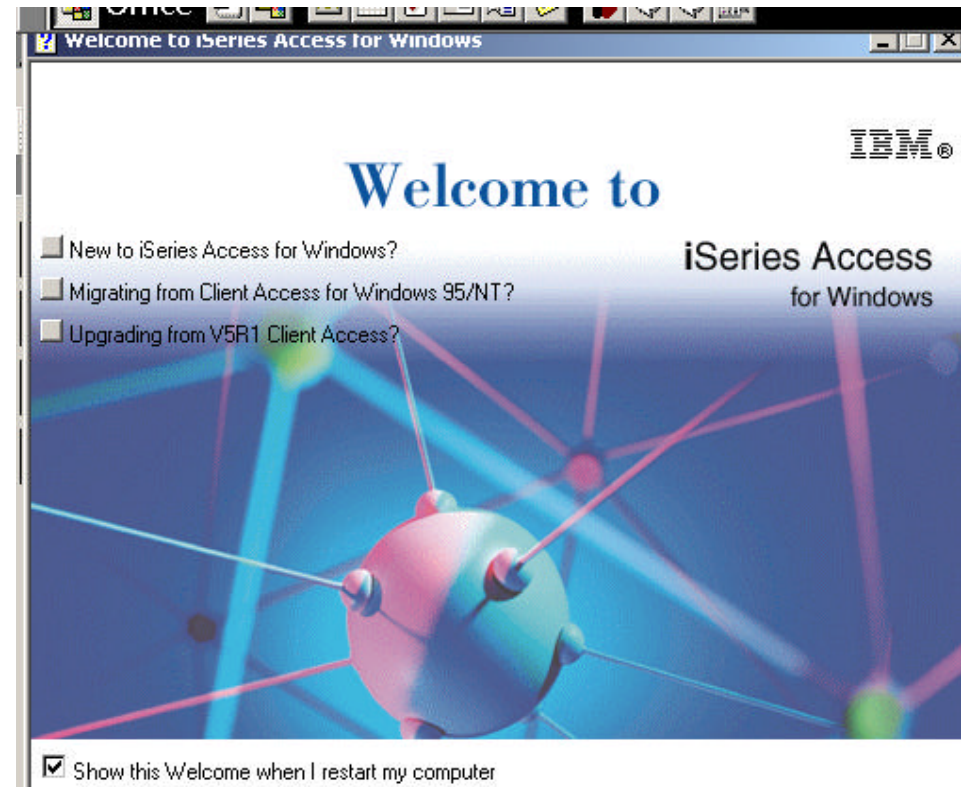 Office
Welcome to iSeries Access for Windows
IBM®
Welcome to
New to iSeries Access for Windows?
iSeries Access
Migrating from Client Access for Windows 95/NT?
for Windows
Upgrading from V5R1 Client Access?
Show this Welcome when I restart my computer